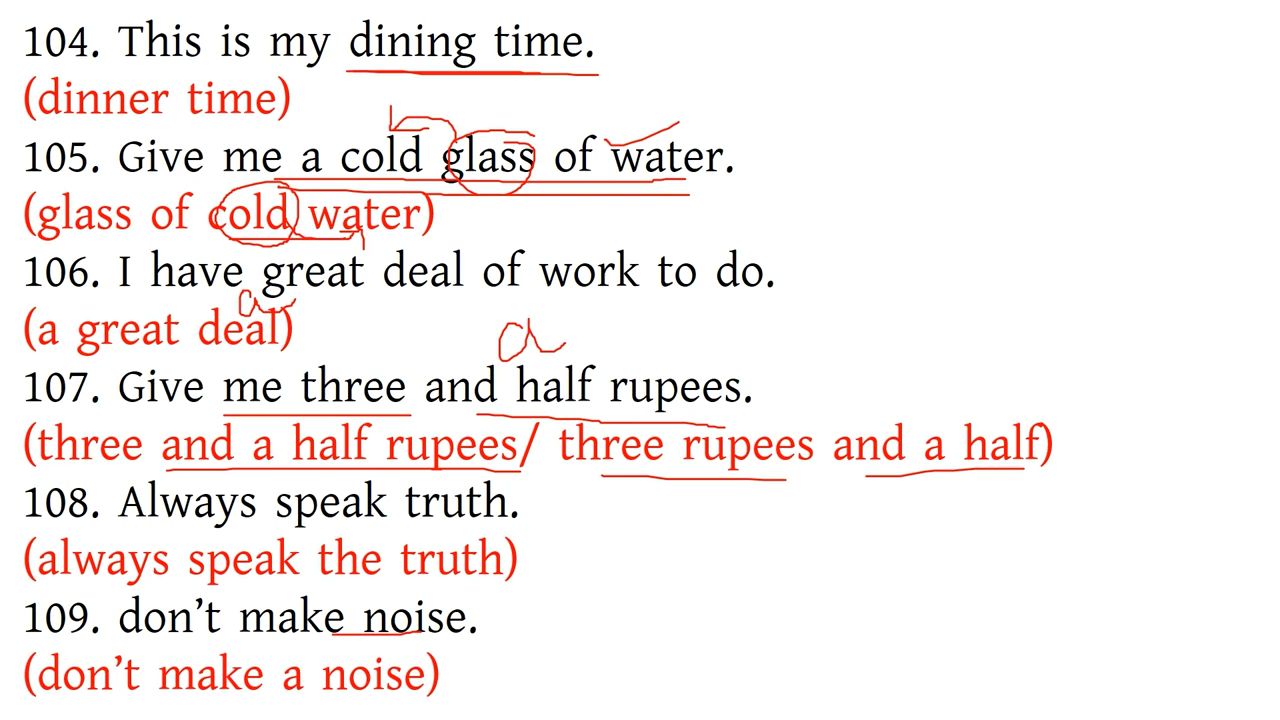 104. This is my dining time.
(dinner time)
105. Give me a cold glass of water.
(glass of cold water)
106. I have great deal of work to do.
a
(a great deal)
a
107. Give me three and half rupees.
(three and a half rupees/ three rupees and a half)
108. Always speak truth.
(always speak the truth)
109. don’t make noise.
(don’t make a noise)